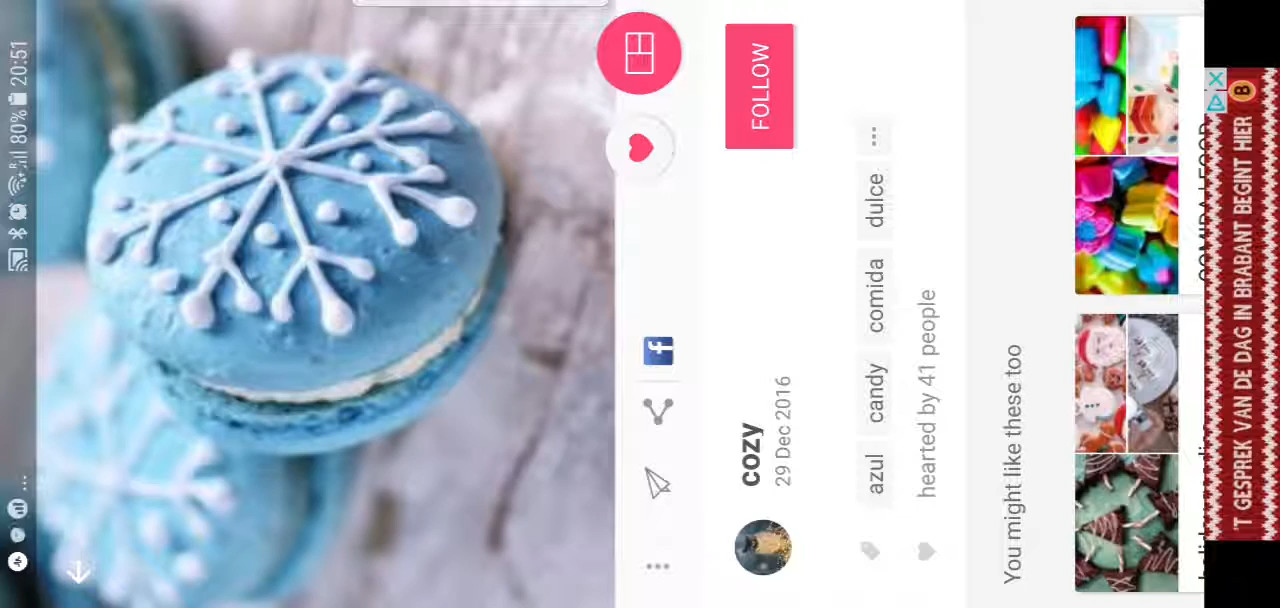 80% 20:51
FOLLOW
cozy
29 Dec 2016
azul candy comida dulce ...
hearted by 41 people
You might like these too
'T GESPREK VAN DE DAG IN BRABANT BEGINT HIER B